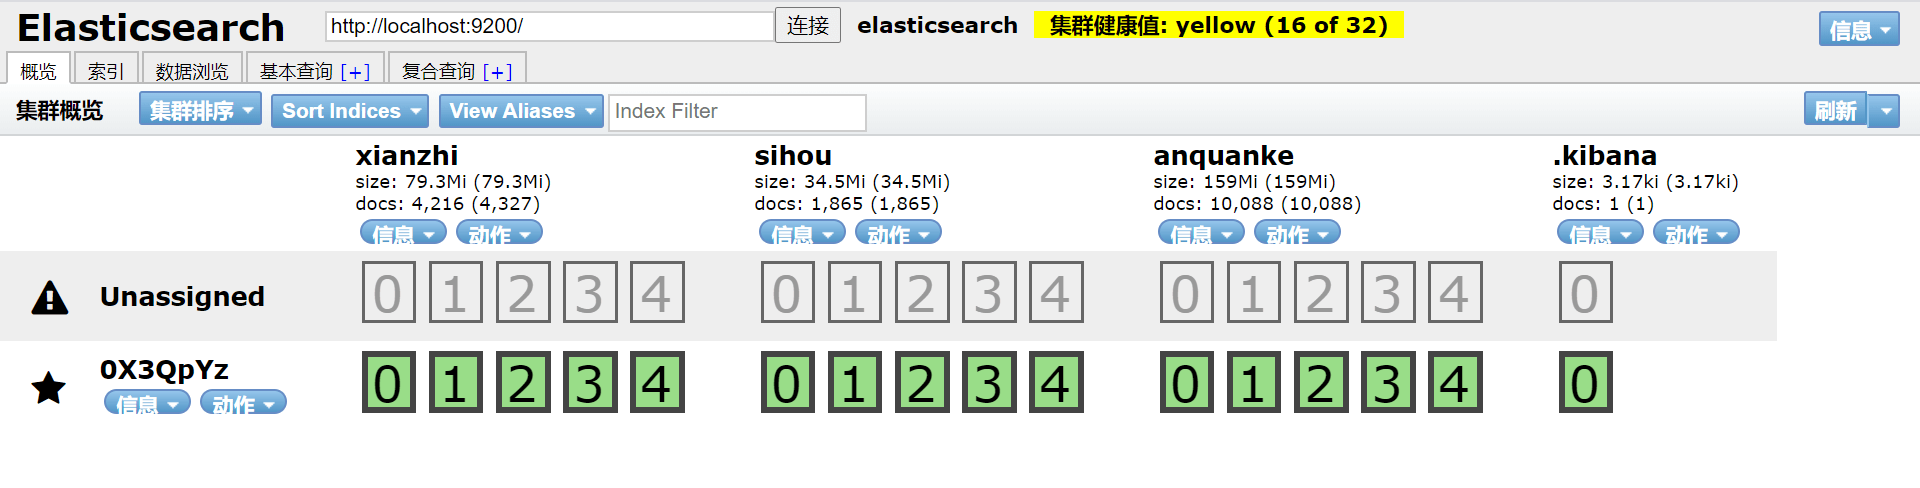 Elasticsearch http://localhost:9200/ 连接 elasticsearch 集群健康值: yellow (16 of 32) 信息
概览 索引 数据浏览 基本查询 [+] 复合查询 [+]
集群概览 集群排序 Sort Indices View Aliases Index Filter 刷新
xianzhi sihou anquanke .kibana
size: 79.3Mi (79.3Mi) size: 34.5Mi (34.5Mi) size: 159Mi (159Mi) size: 3.17ki (3.17ki)
docs: 4,216 (4,327) docs: 1,865 (1,865) docs: 10,088 (10,088) docs: 1 (1)
信息 动作 信息 动作 信息 动作 信息 动作
Unassigned 0 1 2 3 4 0 1 2 3 4 0 1 2 3 4 0
0X3QpYz 0 1 2 3 4 0 1 2 3 4 0 1 2 3 4 0
信息 动作